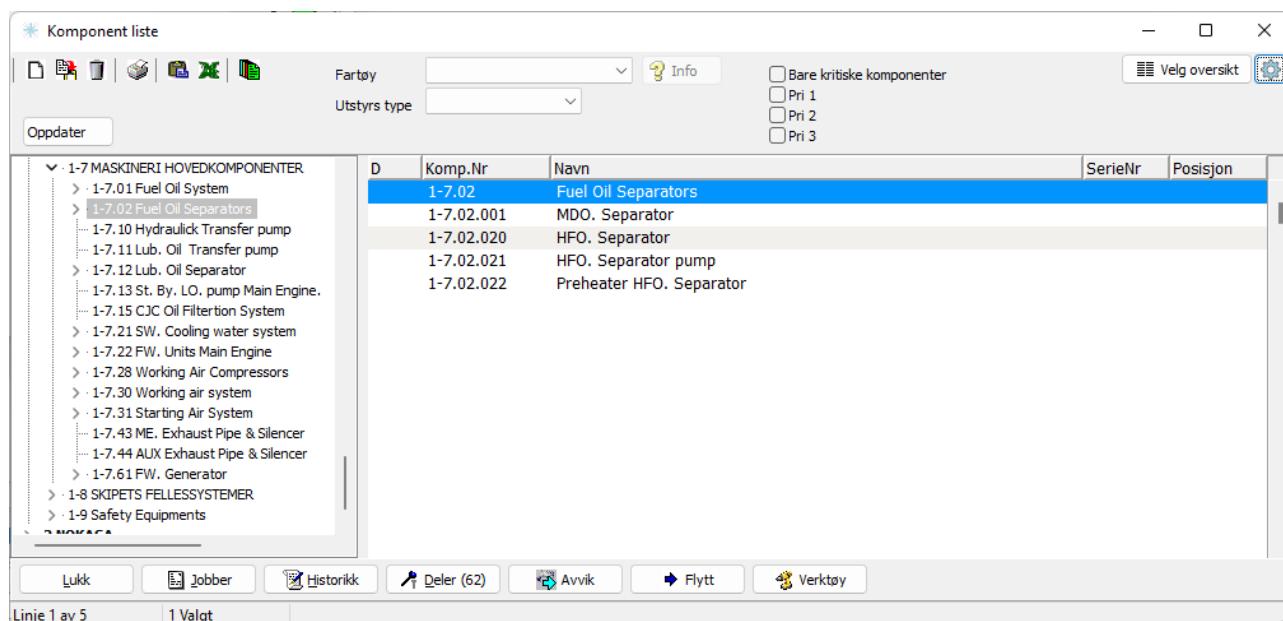 Komponent liste
Fartøy
Info
Bare kritiske komponenter
Velg oversikt
Utstyrs type
Pri 1
Pri 2
Oppdater
Pri 3
1-7 MASKINERI HOVEDKOMPONENTER
1-7.01 Fuel Oil System
1-7.02 Fuel Oil Separators
1-7.10 Hydraulick Transfer pump
1-7.11 Lub. Oil Transfer pump
1-7.12 Lub. Oil Separator
1-7.13 St. By. LO. pump Main Engine.
1-7.15 CJC Oil Filtertion System
1-7.21 SW. Cooling water system
1-7.22 FW. Units Main Engine
1-7.28 Working Air Compressors
1-7.30 Working air system
1-7.31 Starting Air System
1-7.43 ME. Exhaust Pipe & Silencer
1-7.44 AUX Exhaust Pipe & Silencer
1-7.61 FW. Generator
1-8 SKIPETS FELLESSYSTEMER
1-9 Safety Equipments
D Komp.Nr Navn SerieNr Posisjon
1-7.02 Fuel Oil Separators
1-7.02.001 MDO. Separator
1-7.02.020 HFO. Separator
1-7.02.021 HFO. Separator pump
1-7.02.022 Preheater HFO. Separator
Lukk Jobber Historikk Deler (62) Avvik Flytt Verktøy
Linje 1 av 5 1 Valgt